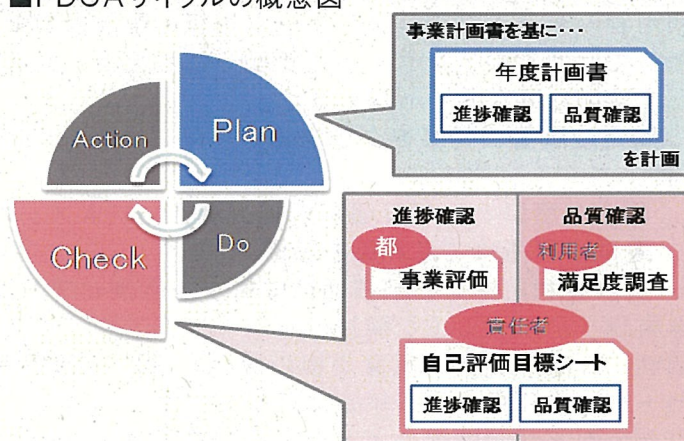 ■PDCAサイクルの概念図
Action
Plan
Check
Do
事業計画書を基に・・・
年度計画書
進捗確認
品質確認
を計画
進捗確認
品質確認
都
事業評価
利用者
満足度調査
責任者
自己評価目標シート
進捗確認
品質確認